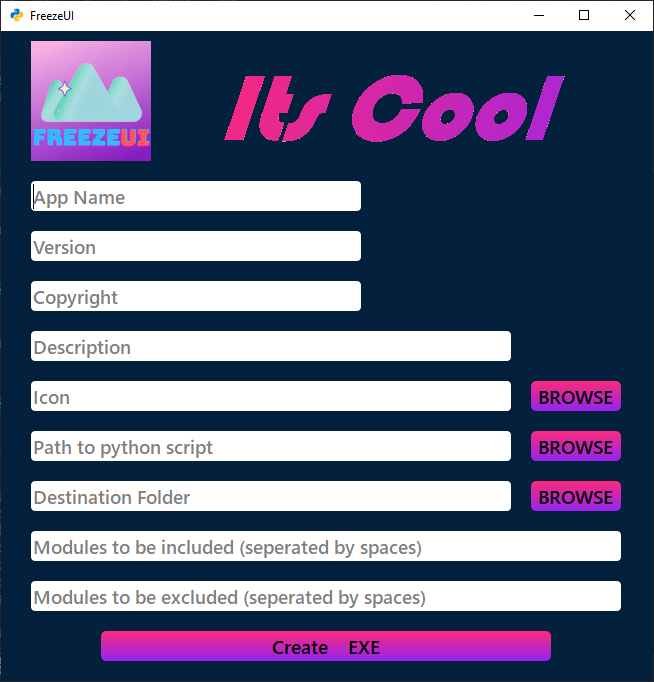 FreezeUI
FREEZEUI
Its Cool
App Name
Version
Copyright
Description
Icon
BROWSE
Path to python script
BROWSE
Destination Folder
BROWSE
Modules to be included (seperated by spaces)
Modules to be excluded (seperated by spaces)
Create EXE